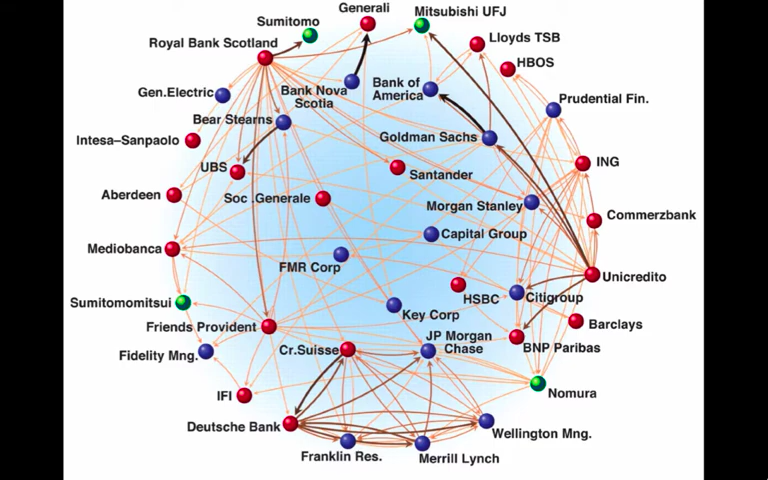 Generali
Mitsubishi UFJ
Sumitomo
Lloyds TSB
Royal Bank Scotland
HBOS
Gen.Electric
Bank Nova
Scotia
Bank of
America
Prudential Fin.
Bear Stearns
Goldman Sachs
Intesa–Sanpaolo
ING
UBS
Santander
Aberdeen
Soc .Generale
Morgan Stanley
Commerzbank
Mediobanca
Capital Group
FMR Corp
Unicredito
Sumitomomitsui
HSBC
Citigroup
Key Corp
Friends Provident
Barclays
Fidelity Mng.
Cr.Suisse
JP Morgan
Chase
BNP Paribas
IFI
Nomura
Deutsche Bank
Wellington Mng.
Franklin Res.
Merrill Lynch